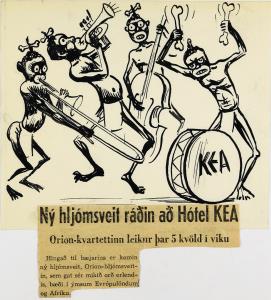 KEA
Ný hljómsveit ráðin að Hótel KEA
Orion-kvartettinn leikur þar 5 kvöld í viku
Hingað til bæjarins er komin
ný hljómsveit, Orion-hljómsveit-
in, sem gat sér mikið orð erlend-
is, bæði í ýmsum Evrópulöndum
og Afríku.